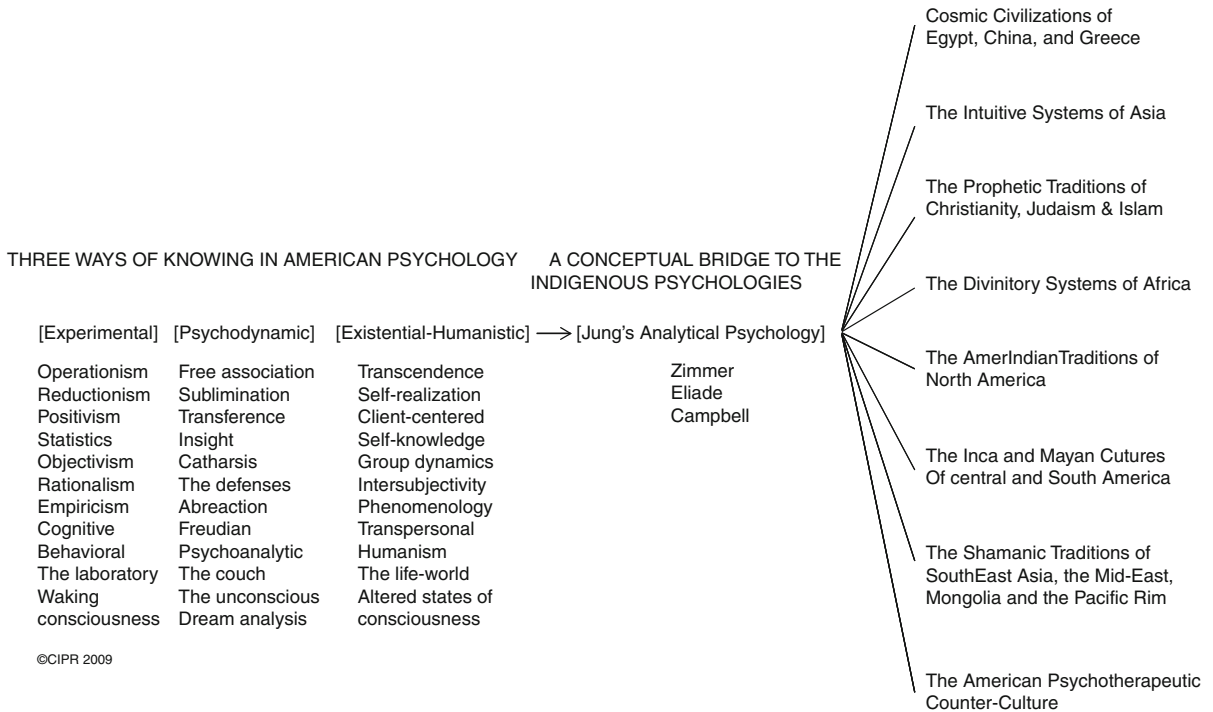 THREE WAYS OF KNOWING IN AMERICAN PSYCHOLOGY
[Experimental]
Operationism
Reductionism
Positivism
Statistics
Objectivism
Rationalism
Empiricism
Cognitive
Behavioral
The laboratory
Waking
consciousness
[Psychodynamic]
Free association
Sublimination
Transference
Insight
Catharsis
The defenses
Abreaction
Freudian
Psychoanalytic
The couch
The unconscious
Dream analysis
[Existential-Humanistic]
Transcendence
Self-realization
Client-centered
Self-knowledge
Group dynamics
Intersubjectivity
Phenomenology
Transpersonal
Humanism
The life-world
Altered states of
consciousness
A CONCEPTUAL BRIDGE TO THE
INDIGENOUS PSYCHOLOGIES
[Jung's Analytical Psychology]
Zimmer
Eliade
Campbell
Cosmic Civilizations of
Egypt, China, and Greece
The Intuitive Systems of Asia
The Prophetic Traditions of
Christianity, Judaism & Islam
The Divinitory Systems of Africa
The AmerIndianTraditions of
North America
The Inca and Mayan Cutures
Of central and South America
The Shamanic Traditions of
SouthEast Asia, the Mid-East,
Mongolia and the Pacific Rim
The American Psychotherapeutic
Counter-Culture
©CIPR 2009